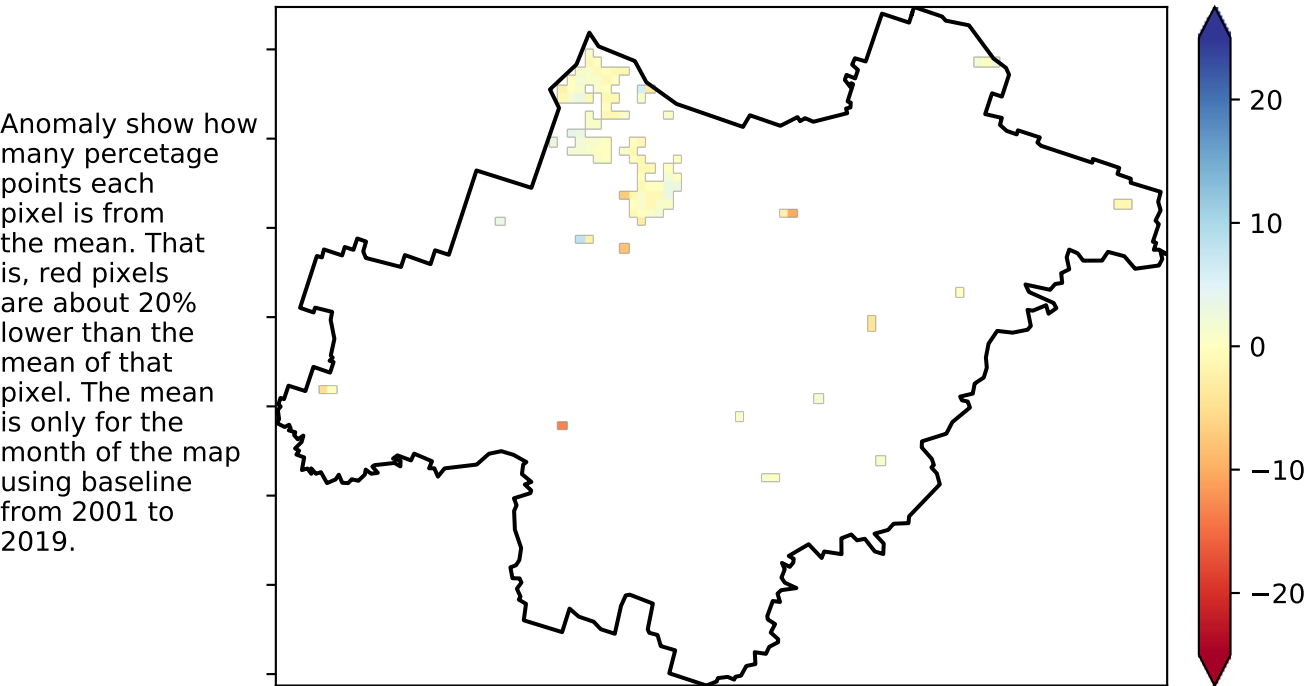 Anomaly show how
many percetage
points each
pixel is from
the mean. That
is, red pixels
are about 20%
lower than the
mean of that
pixel. The mean
is only for the
month of the map
using baseline
from 2001 to
2019.
20
10
0
−10
−20